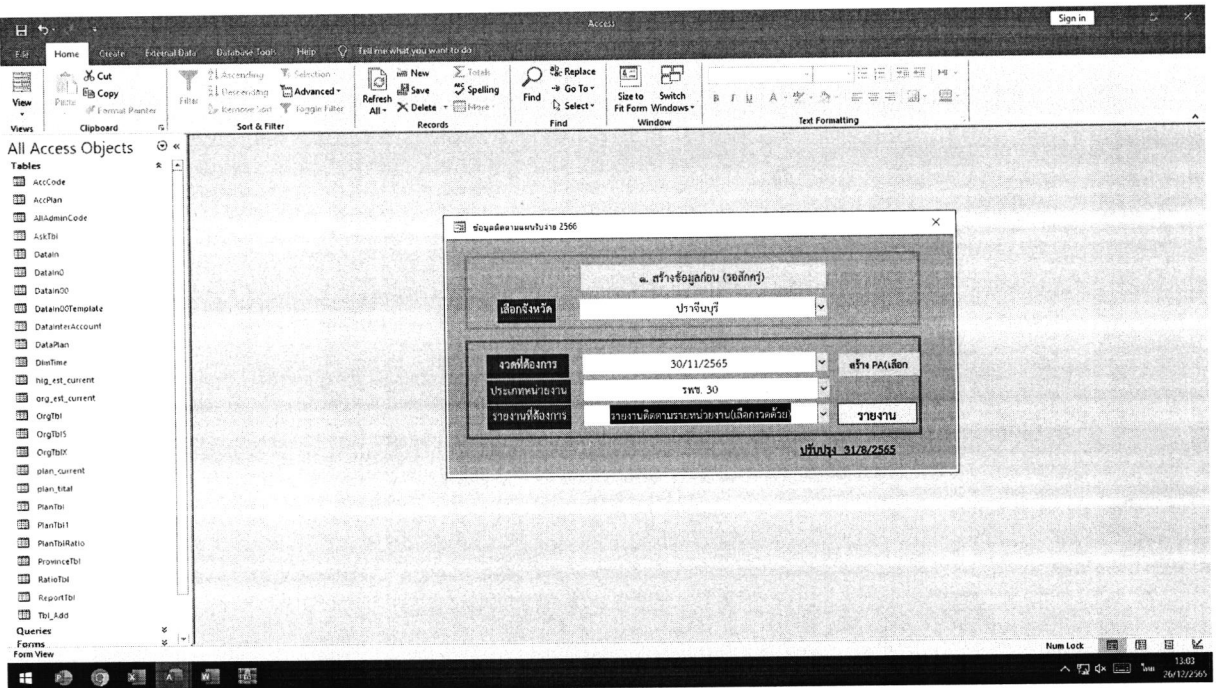 Access
Sign in
File Home Create External Data Database Tools Help Tell me what you want to do
View
Views
Paste
Cut
Copy
Format Painter
Clipboard
Filter
Ascending
Descending
Remove Sort
Selection
Advanced
Toggle Filter
Sort & Filter
Refresh All
New
Save
Delete
Totals
Spelling
More
Records
Find
Replace
Go To
Select
Find
Size to Fit Form
Switch Windows
Window
B I U A
Text Formatting
All Access Objects
Tables
AccCode
AccPlan
AllAdminCode
AskTbl
DataIn
DataIn0
DataIn00
DataIn00Template
DatainterAccount
DataPlan
DimTime
hig_est_current
org_est_current
OrgTbl
OrgTbl5
OrgTblX
plan_current
plan_tital
PlanTbl
PlanTbl1
PlanTblRatio
ProvinceTbl
RatioTbl
ReportTbl
Tbl_Add
Queries
Forms
ข้อมูลติดตามแผนรับจ่าย 2566
๑. สร้างข้อมูลก่อน (รอสักครู่)
เลือกจังหวัด ปราจีนบุรี
งวดที่ต้องการ 30/11/2565 สร้าง PA(เลือก
ประเภทหน่วยงาน รพช. 30
รายงานที่ต้องการ รายงานติดตามรายหน่วยงาน(เลือกงวดด้วย) รายงาน
ปรับปรุง 31/8/2565
Form View
Num Lock
ไทย
13:03
26/12/2565